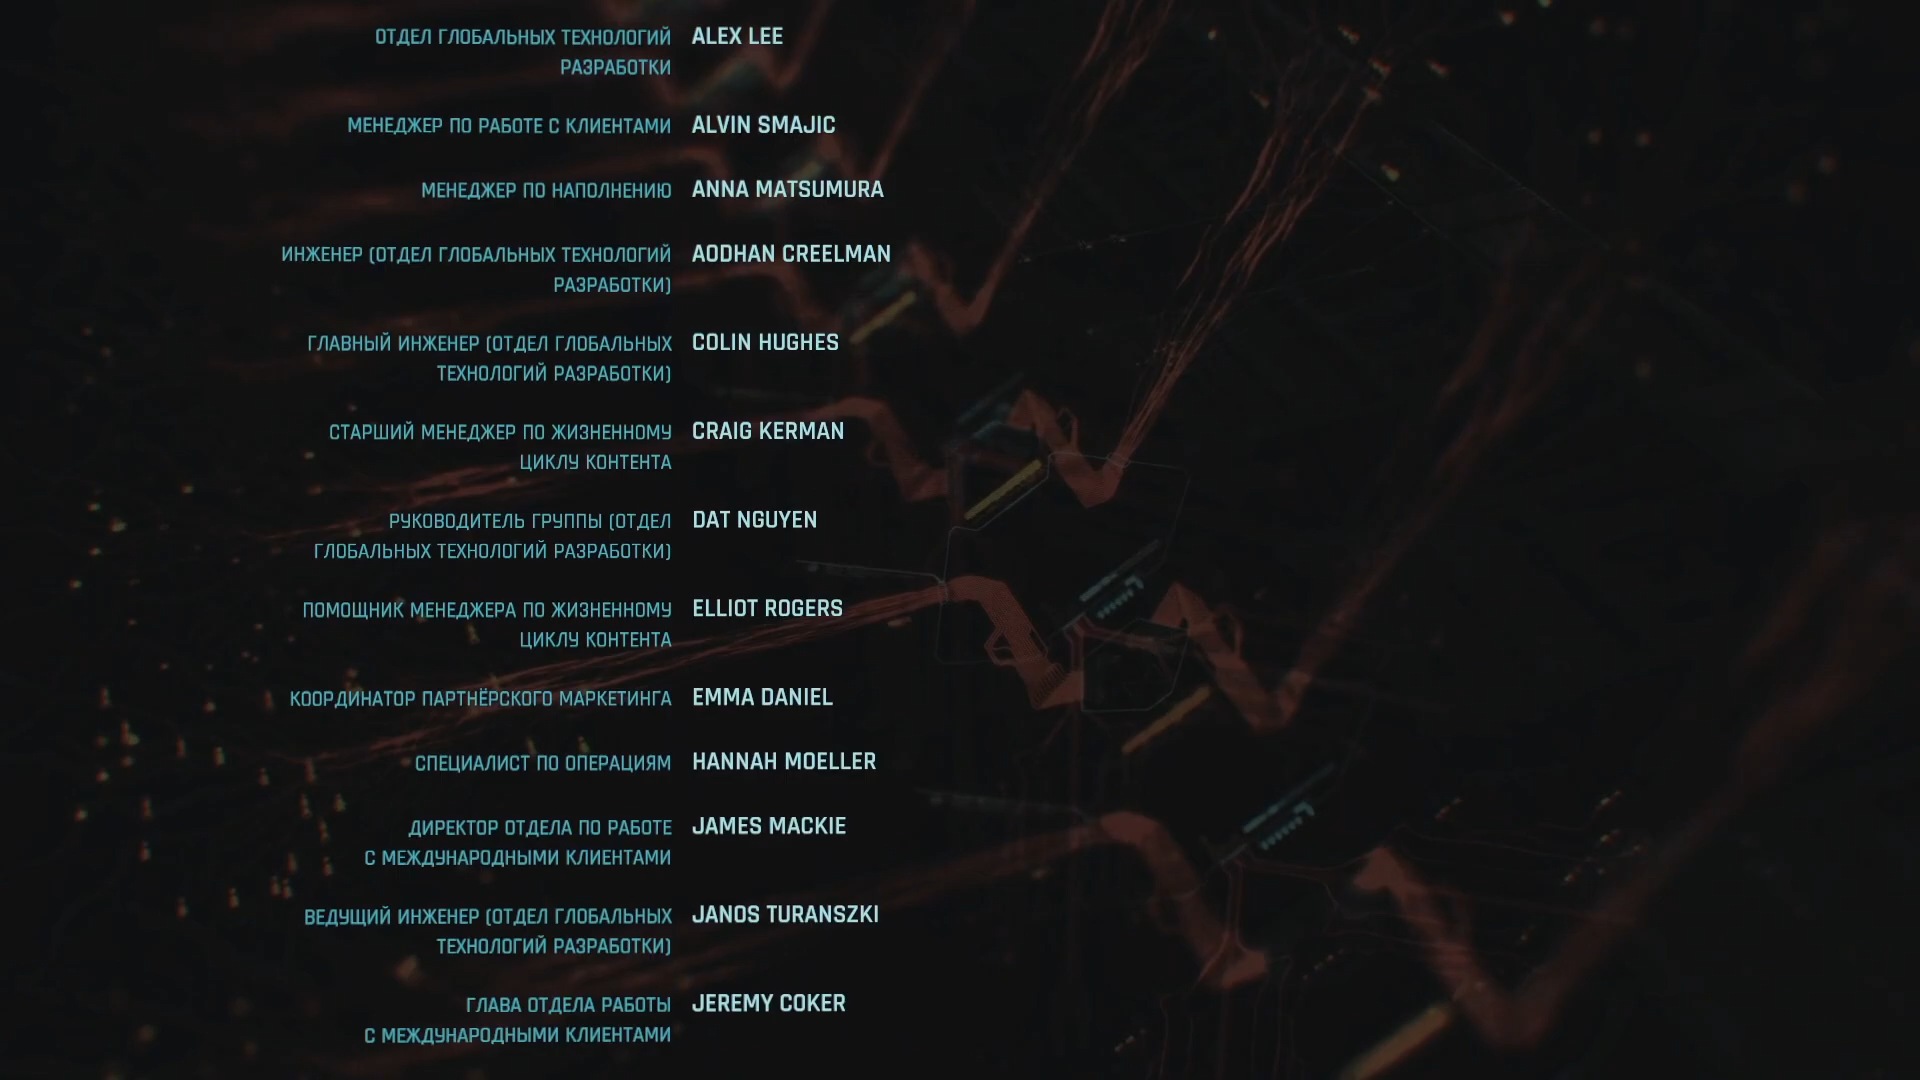 ОТДЕЛ ГЛОБАЛЬНЫХ ТЕХНОЛОГИЙ ALEX LEE
РАЗРАБОТКИ
МЕНЕДЖЕР ПО РАБОТЕ С КЛИЕНТАМИ ALVIN SMAJIC
МЕНЕДЖЕР ПО НАПОЛНЕНИЮ ANNA MATSUMURA
ИНЖЕНЕР (ОТДЕЛ ГЛОБАЛЬНЫХ ТЕХНОЛОГИЙ AODHAN CREELMAN
РАЗРАБОТКИ)
ГЛАВНЫЙ ИНЖЕНЕР (ОТДЕЛ ГЛОБАЛЬНЫХ COLIN HUGHES
ТЕХНОЛОГИЙ РАЗРАБОТКИ)
СТАРШИЙ МЕНЕДЖЕР ПО ЖИЗНЕННОМУ CRAIG KERMAN
ЦИКЛУ КОНТЕНТА
РУКОВОДИТЕЛЬ ГРУППЫ (ОТДЕЛ DAT NGUYEN
ГЛОБАЛЬНЫХ ТЕХНОЛОГИЙ РАЗРАБОТКИ)
ПОМОЩНИК МЕНЕДЖЕРА ПО ЖИЗНЕННОМУ ELLIOT ROGERS
ЦИКЛУ КОНТЕНТА
КООРДИНАТОР ПАРТНЁРСКОГО МАРКЕТИНГА EMMA DANIEL
СПЕЦИАЛИСТ ПО ОПЕРАЦИЯМ HANNAH MOELLER
ДИРЕКТОР ОТДЕЛА ПО РАБОТЕ JAMES MACKIE
С МЕЖДУНАРОДНЫМИ КЛИЕНТАМИ
ВЕДУЩИЙ ИНЖЕНЕР (ОТДЕЛ ГЛОБАЛЬНЫХ JANOS TURANSZKI
ТЕХНОЛОГИЙ РАЗРАБОТКИ)
ГЛАВА ОТДЕЛА РАБОТЫ JEREMY COKER
С МЕЖДУНАРОДНЫМИ КЛИЕНТАМИ